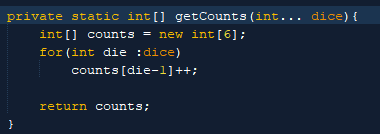 private static int[] getCounts(int... dice){
    int[] counts = new int[6];
    for(int die :dice)
        counts[die-1]++;

    return counts;
}